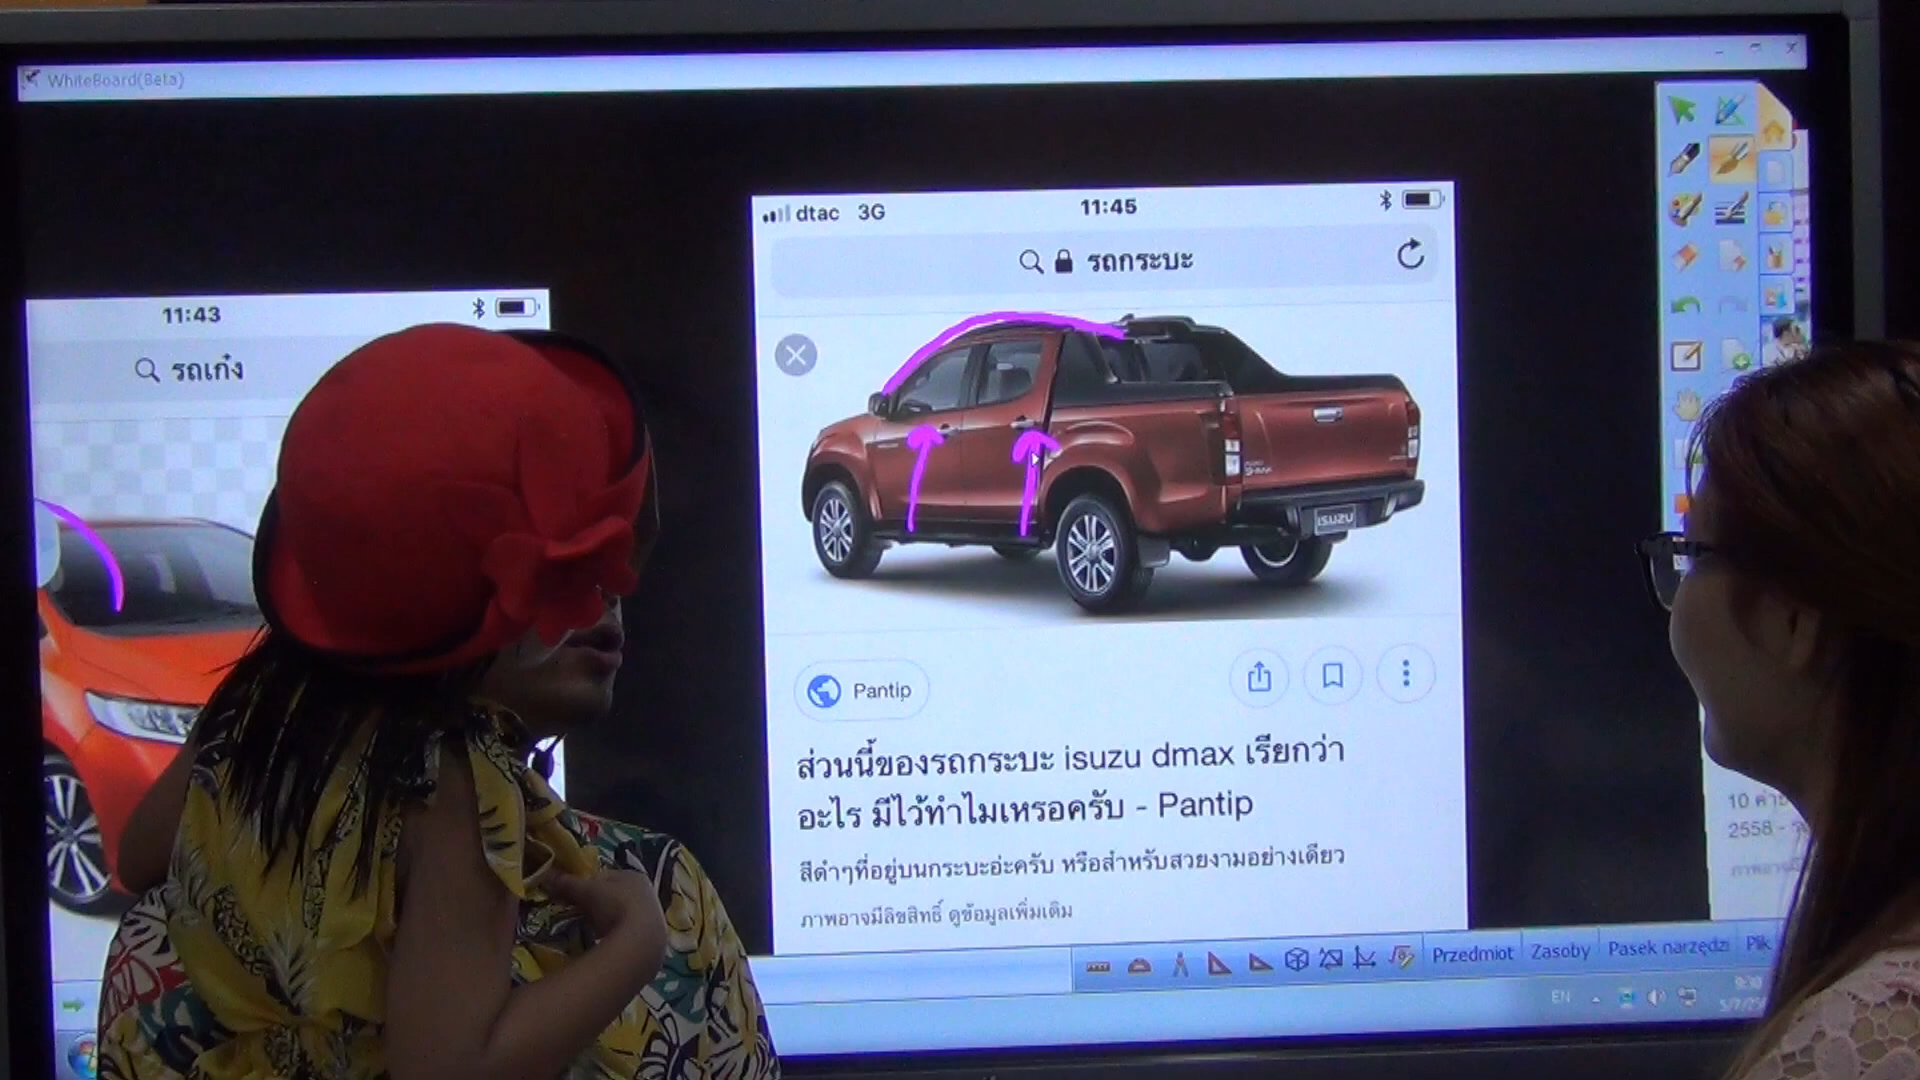 WhiteBoard(Beta)
11:43
รถเก๋ง
dtac 3G
11:45
รถกระบะ
ISUZU
Pantip
ส่วนนี้ของรถกระบะ isuzu dmax เรียกว่า
อะไร มีไว้ทำไมเหรอครับ - Pantip
สีดำๆที่อยู่บนกระบะอ่ะครับ หรือสำหรับสวยงามอย่างเดียว
ภาพอาจมีลิขสิทธิ์ ดูข้อมูลเพิ่มเติม
10 ค่าย
2558 -
Przedmiot Zasoby Pasek narzędzi Plik
EN
9:30